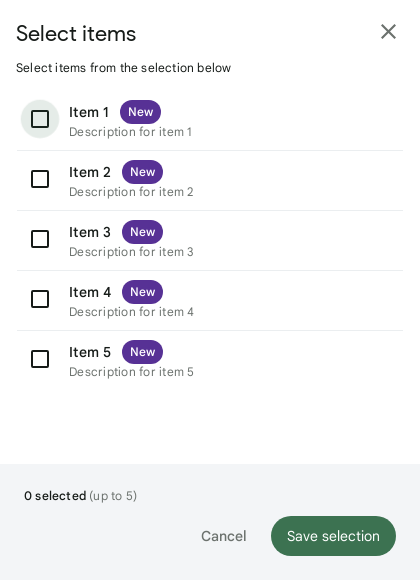 Select items
Select items from the selection below
Item 1 New
Description for item 1
Item 2 New
Description for item 2
Item 3 New
Description for item 3
Item 4 New
Description for item 4
Item 5 New
Description for item 5
0 selected (up to 5)
Cancel Save selection